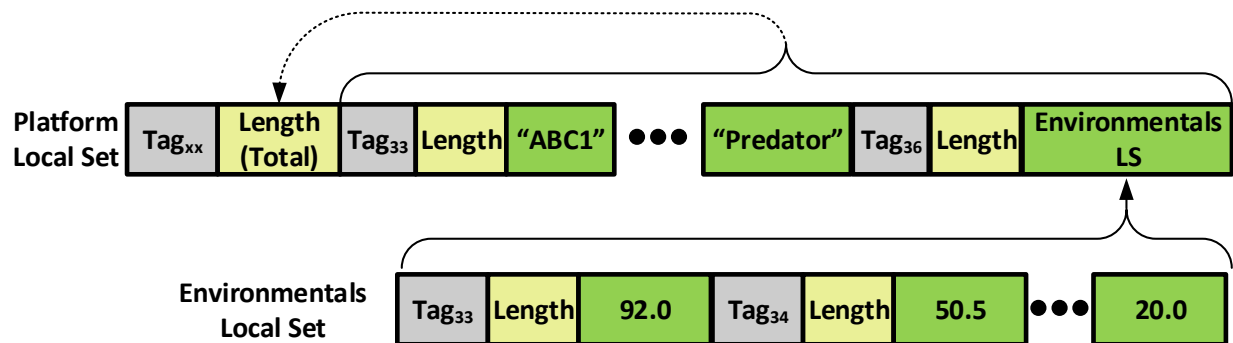 Platform
Local Set
Tagxx
Length
(Total)
Tag33
Length
“ABC1”
“Predator”
Tag36
Length
Environmentals
LS
Environmentals
Local Set
Tag33
Length
92.0
Tag34
Length
50.5
20.0